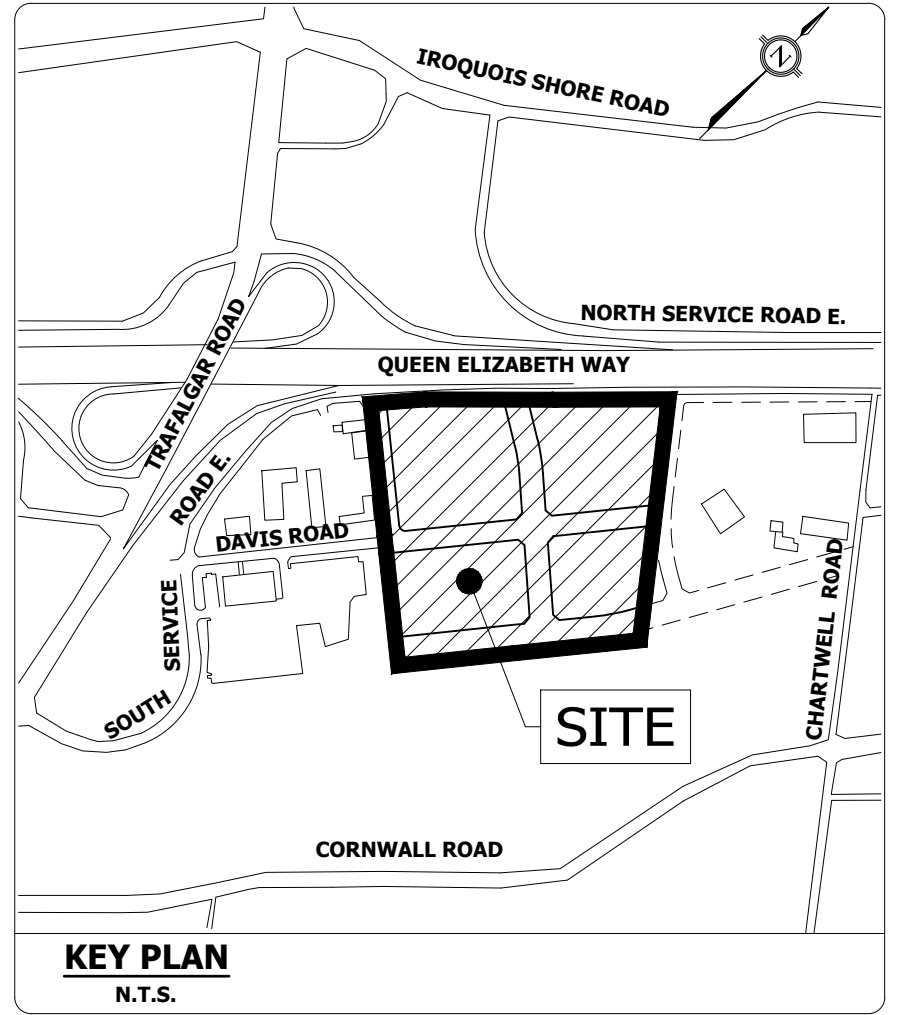 IROQUOIS SHORE ROAD
N
NORTH SERVICE ROAD E.
QUEEN ELIZABETH WAY
TRAFALGAR ROAD
SOUTH SERVICE ROAD E.
DAVIS ROAD
CHARTWELL ROAD
SITE
CORNWALL ROAD
KEY PLAN
N.T.S.